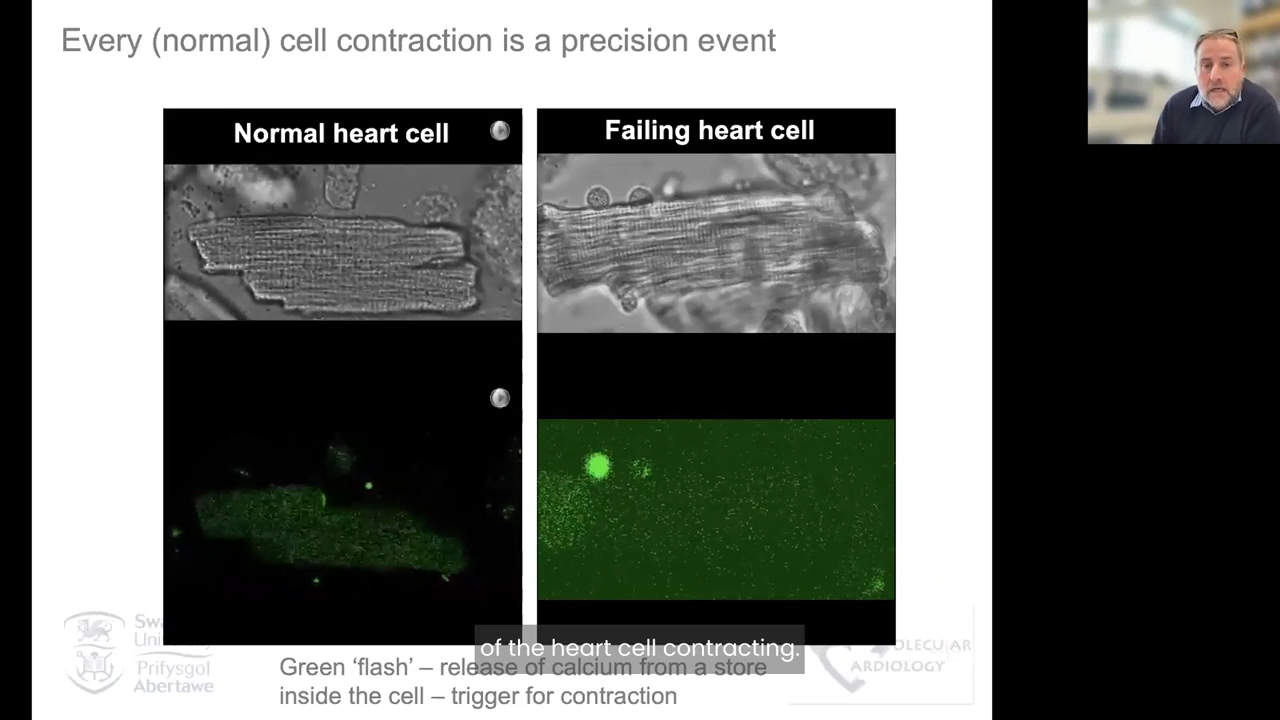 Every (normal) cell contraction is a precision event
Normal heart cell
Failing heart cell
of the heart cell contracting.
Green ‘flash’ – release of calcium from a store
inside the cell – trigger for contraction
Prifysgol
Abertawe